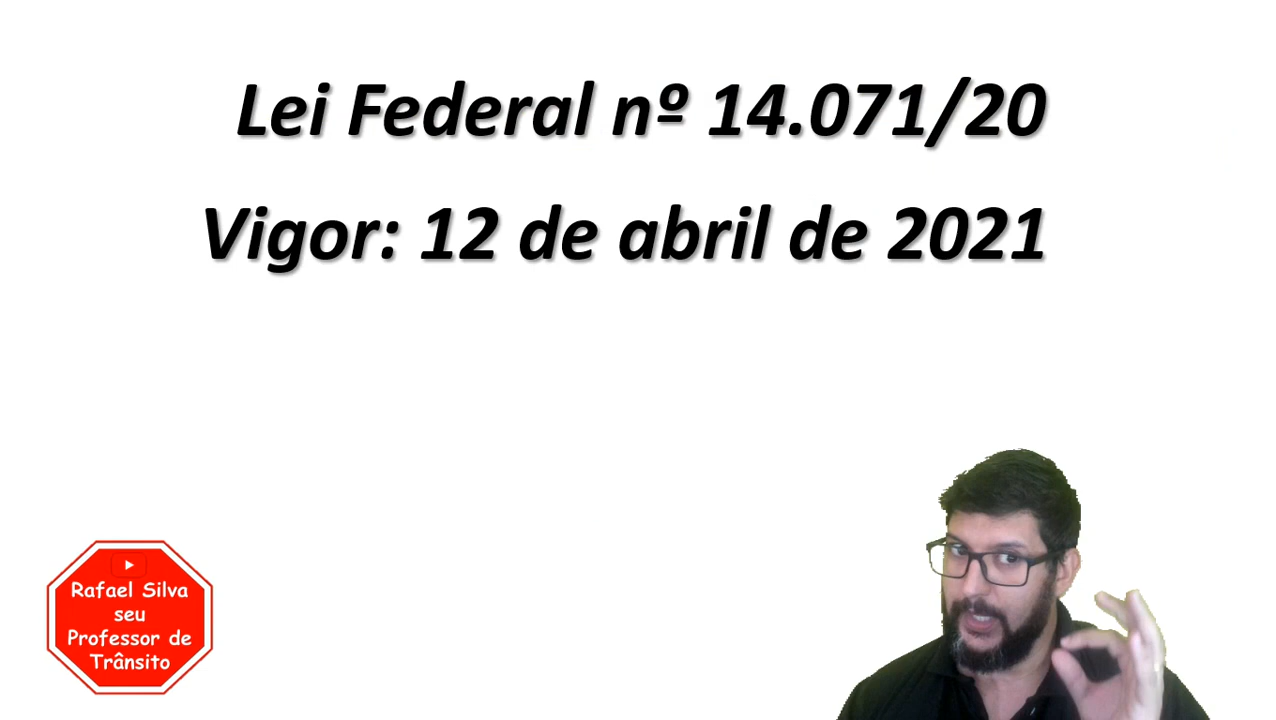 Lei Federal nº 14.071/20
Vigor: 12 de abril de 2021
Rafael Silva
seu
Professor de
Trânsito